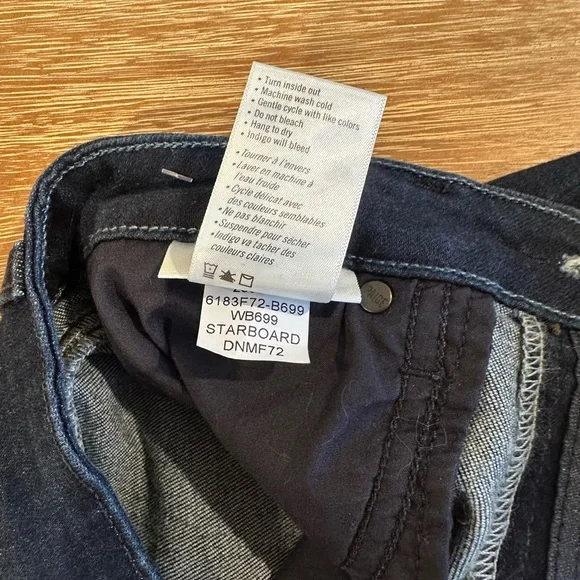 • Turn inside out
• Machine wash cold
• Gentle cycle with like colors
• Do not bleach
• Hang to dry
• Indigo will bleed
• Tourner à l'envers
• Laver en machine à
l'eau froide
• Cycle délicat avec
des couleurs semblables
• Ne pas blanchir
• Suspendre pour sécher
• Indigo va tacher des
couleurs claires
6183F72-B699
WB699
STARBOARD
DNMF72